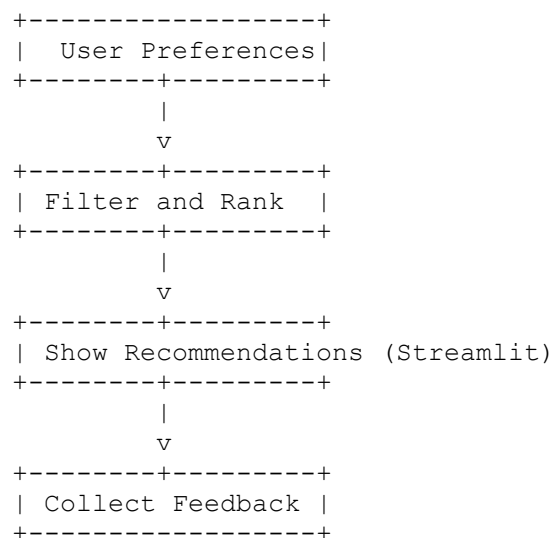 +------------------+
|  User Preferences|
+--------+---------+
         |
         v
+--------+---------+
| Filter and Rank  |
+--------+---------+
         |
         v
+--------+---------+
| Show Recommendations (Streamlit)
+--------+---------+
         |
         v
+--------+---------+
| Collect Feedback |
+------------------+